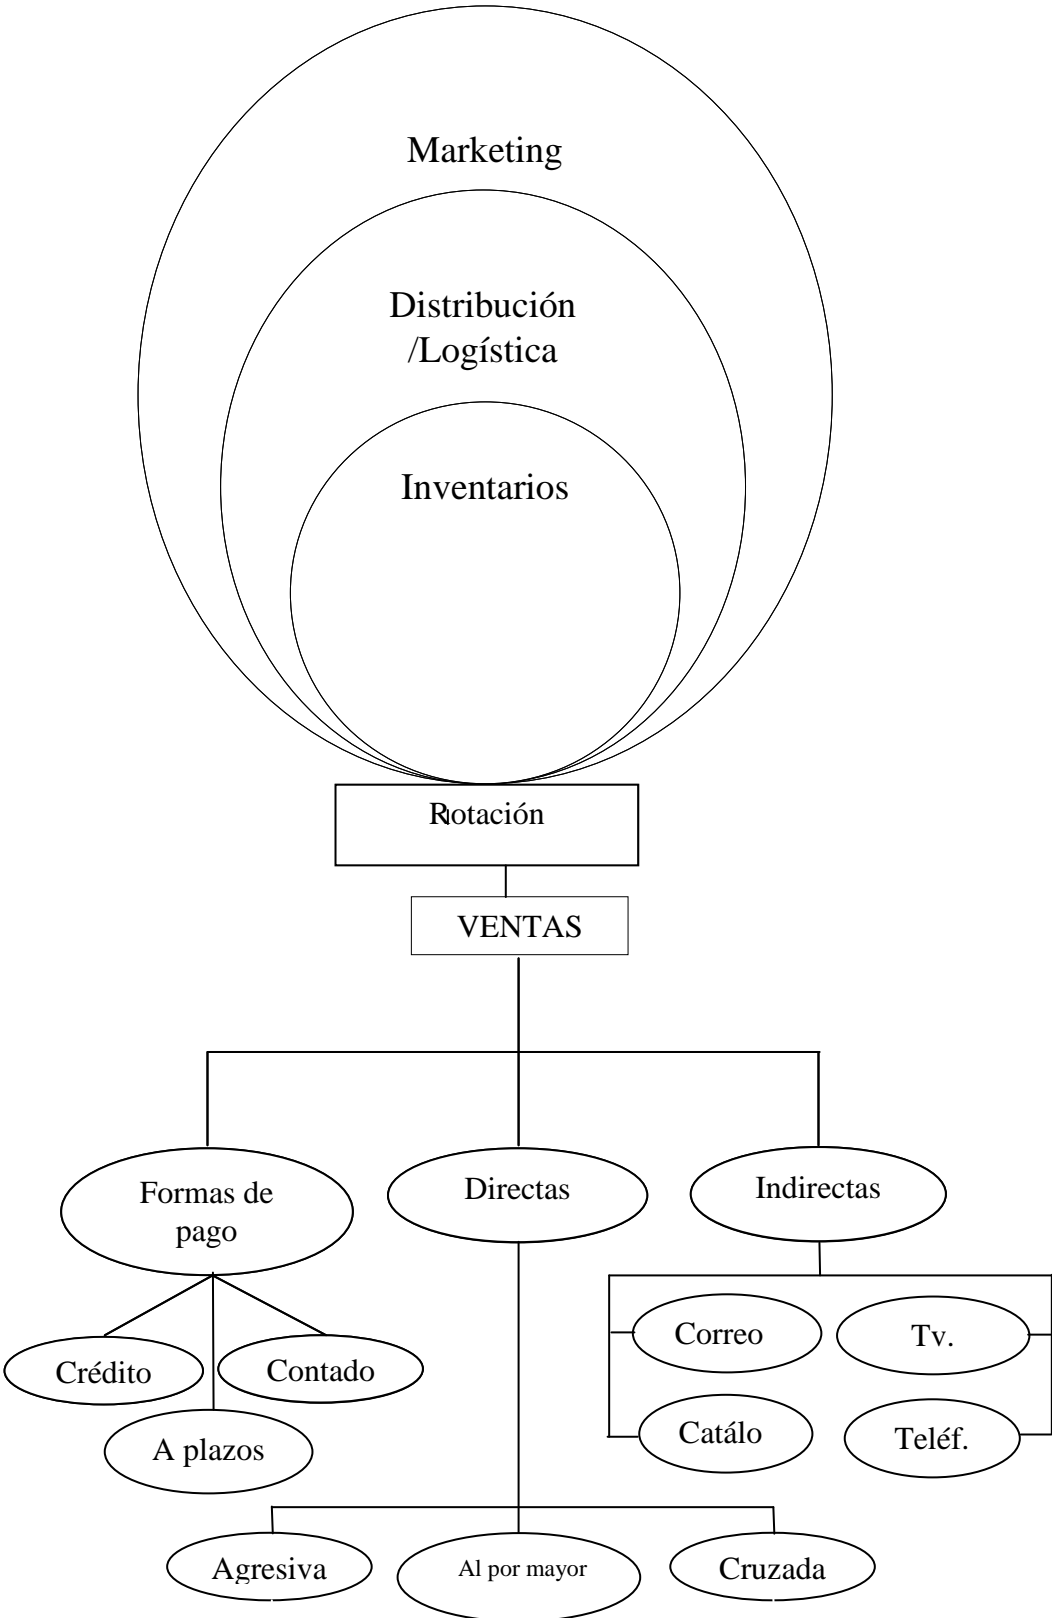 Marketing
Distribución
/Logística
Inventarios
Rotación
VENTAS
Formas de
pago
Directas
Indirectas
Crédito
Contado
A plazos
Correo
Tv.
Catálo
Teléf.
Agresiva
Al por mayor
Cruzada